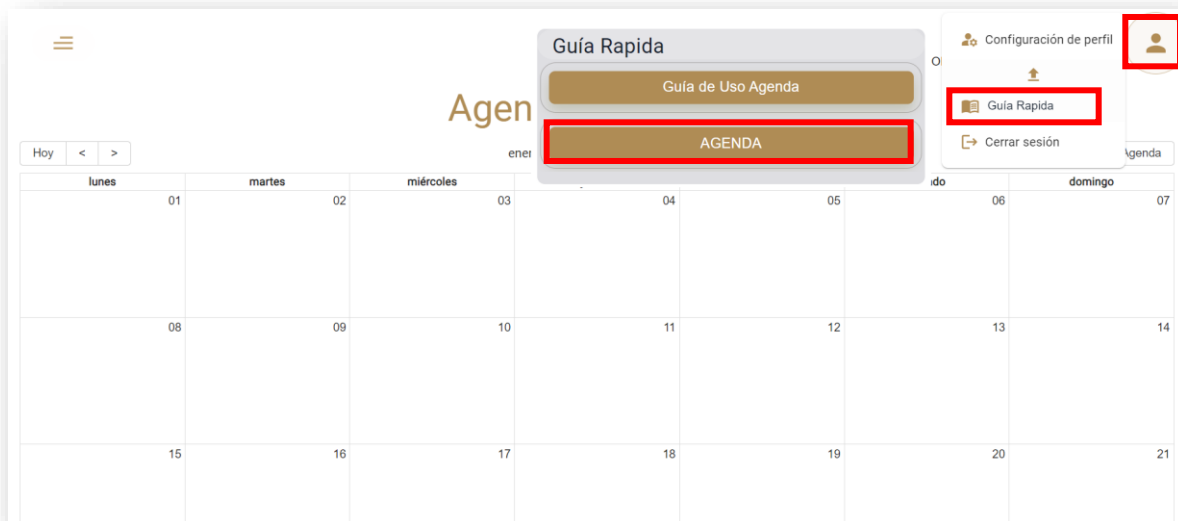 Configuración de perfil
Guía Rapida
Cerrar sesión
Guía Rapida
Guía de Uso Agenda
AGENDA
Agen
Hoy < > ener Agenda
lunes martes miércoles do domingo
01 02 03 04 05 06 07
08 09 10 11 12 13 14
15 16 17 18 19 20 21